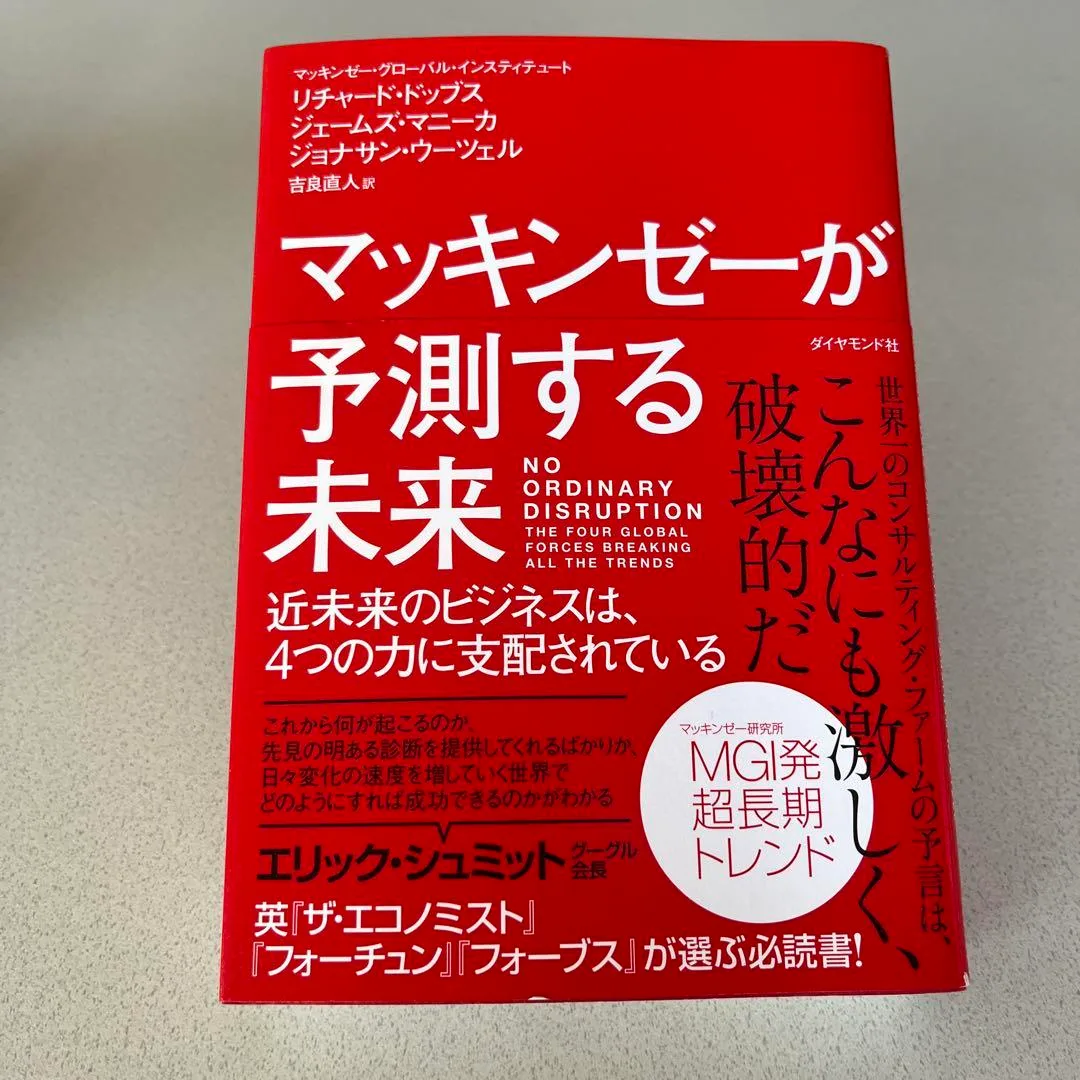 マッキンゼー・グローバル・インスティテュート
リチャード・ドッブス
ジェームズ・マニーカ
ジョナサン・ウーツェル
吉良直人 訳
マッキンゼーが
予測する
未来
NO
ORDINARY
DISRUPTION
THE FOUR GLOBAL
FORCES BREAKING
ALL THE TRENDS
近未来のビジネスは、
4つの力に支配されている
ダイヤモンド社
世界一のコンサルティング・ファームの予言は、
こんなにも激しく、
破壊的だ
これから何が起こるのか、
先見の明ある診断を提供してくれるばかりか、
日々変化の速度を増していく世界で
どのようにすれば成功できるのかがわかる
エリック・シュミット グーグル
会長
マッキンゼー研究所
MGI発
超長期
トレンド
英『ザ・エコノミスト』
『フォーチュン』『フォーブス』が選ぶ必読書!